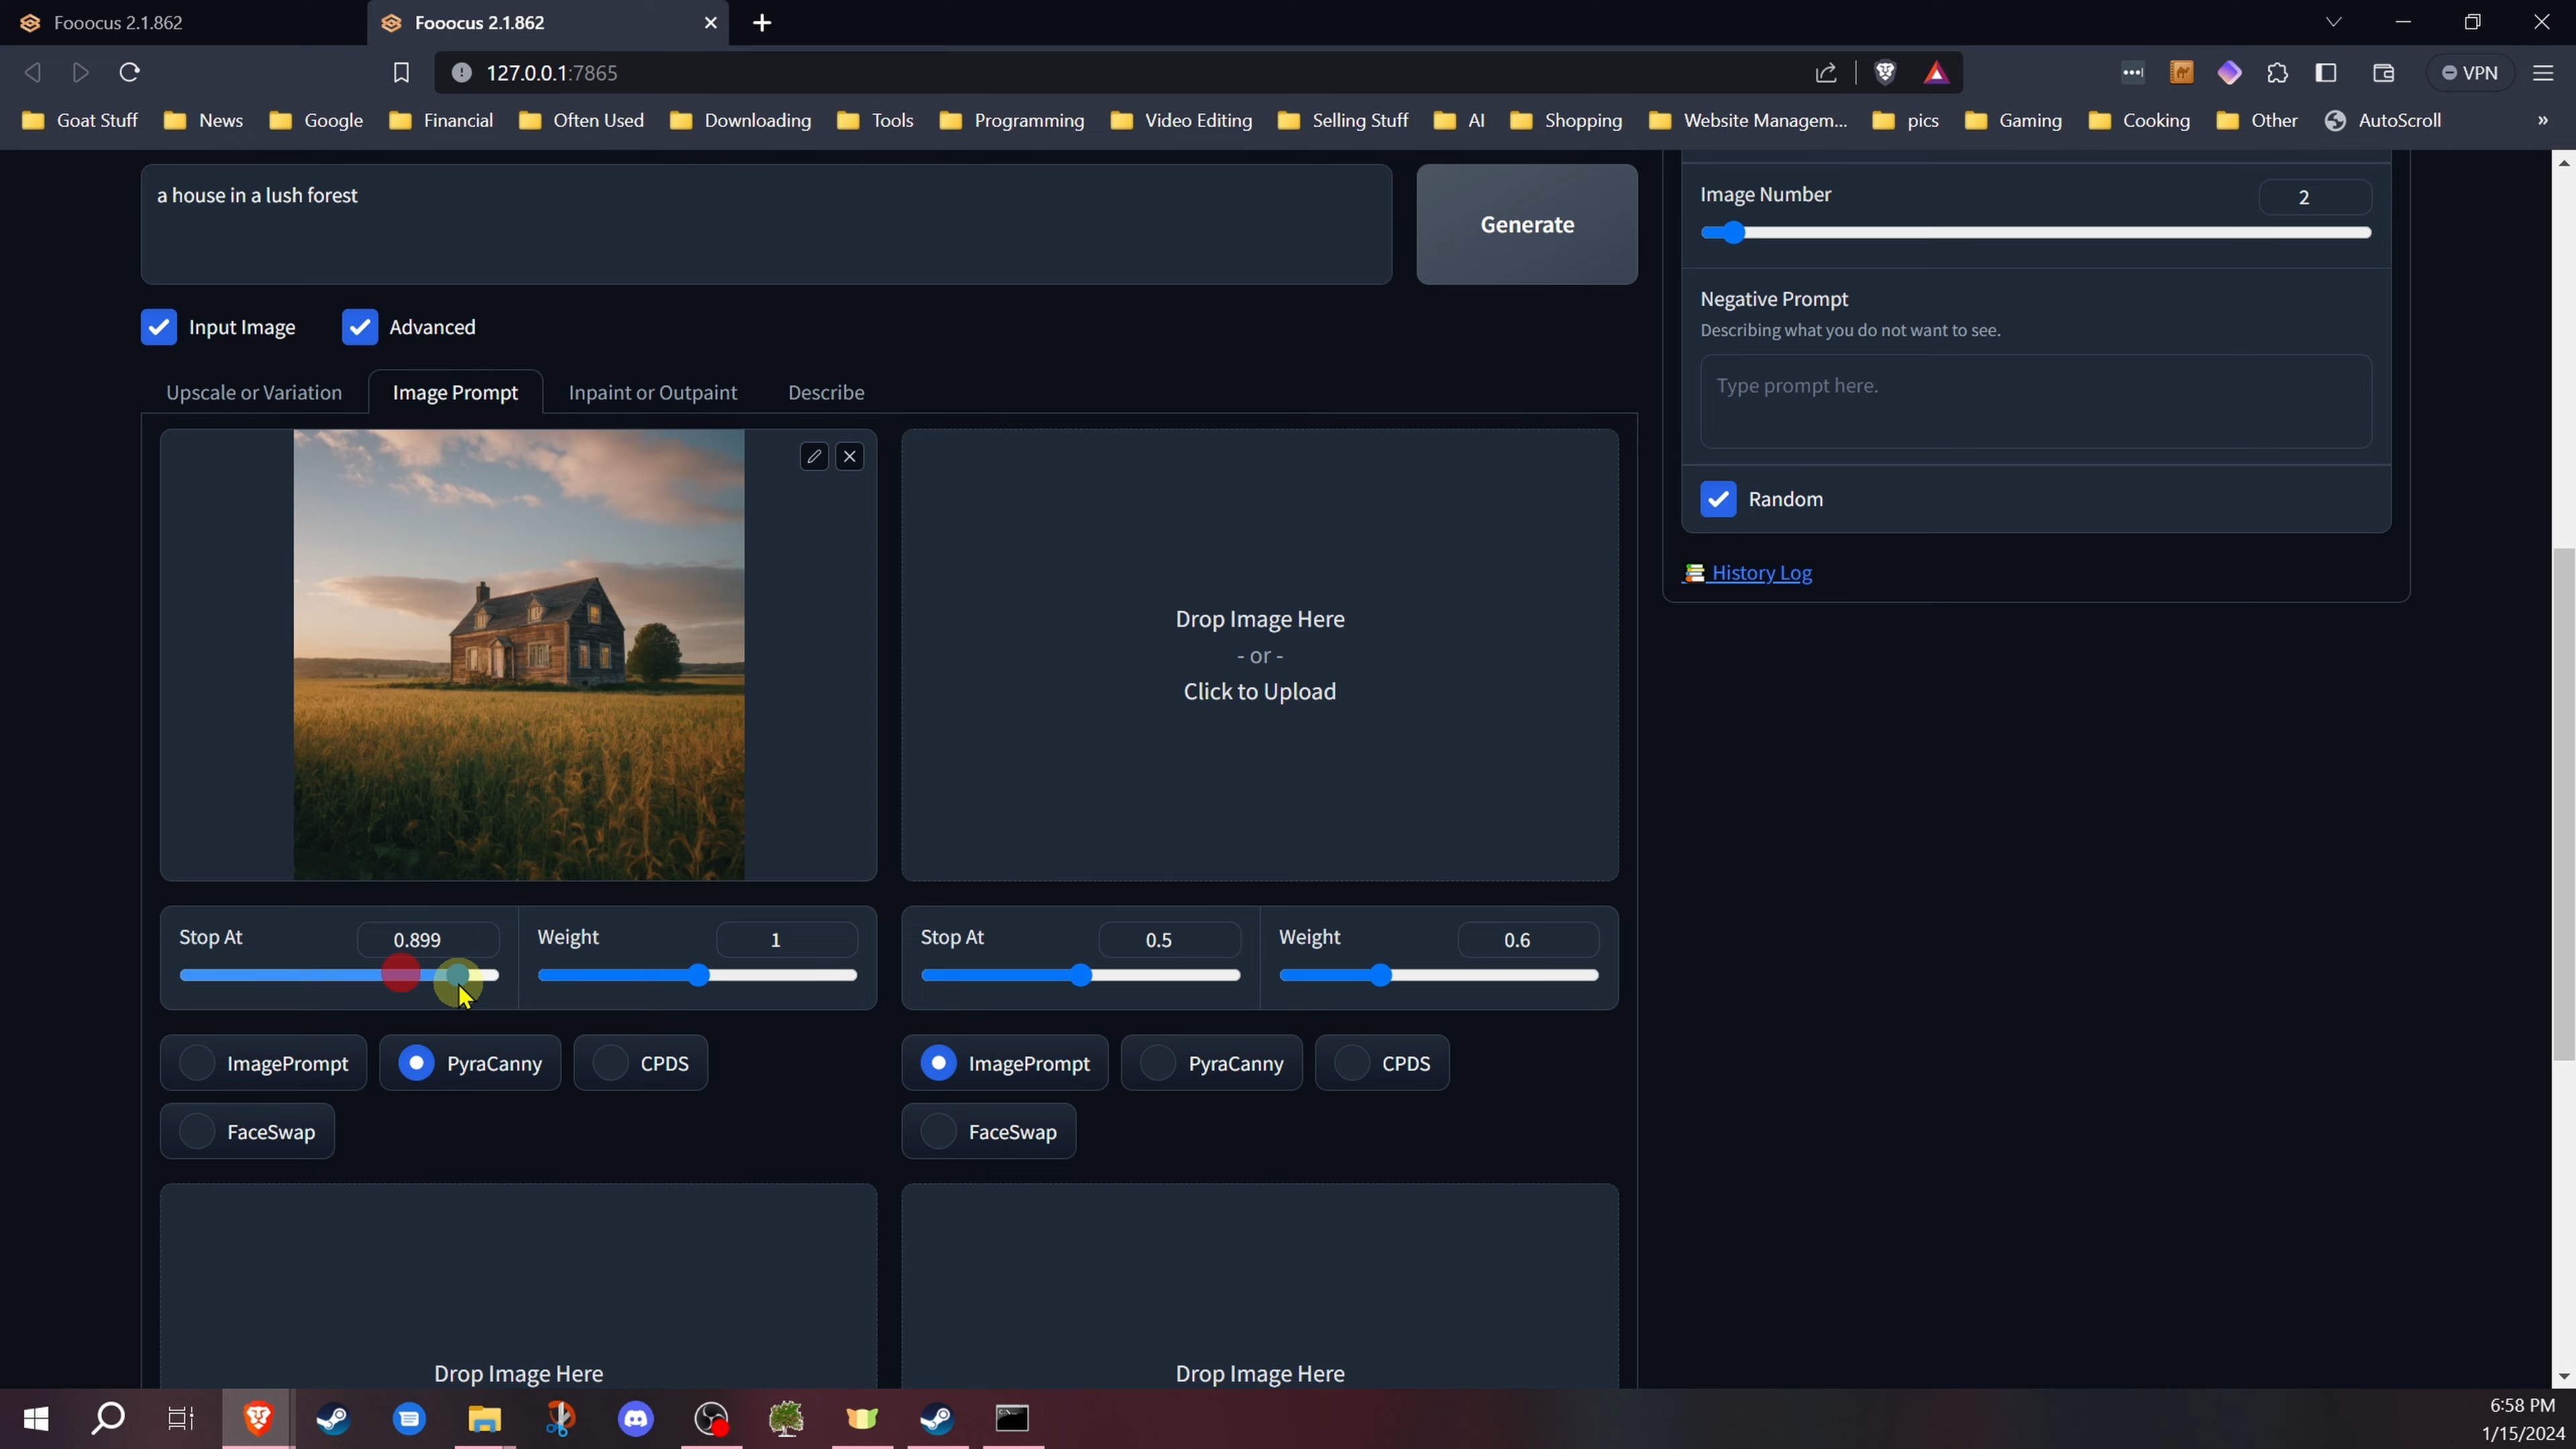 Fooocus 2.1.862
Fooocus 2.1.862
127.0.0.1:7865
VPN
Goat Stuff
News
Google
Financial
Often Used
Downloading
Tools
Programming
Video Editing
Selling Stuff
AI
Shopping
Website Managem...
pics
Gaming
Cooking
Other
AutoScroll
»
a house in a lush forest
Generate
Image Number
2
Input Image
Advanced
Negative Prompt
Describing what you do not want to see.
Type prompt here.
Upscale or Variation
Image Prompt
Inpaint or Outpaint
Describe
Random
History Log
Drop Image Here
- or -
Click to Upload
Stop At
0.899
Weight
1
Stop At
0.5
Weight
0.6
ImagePrompt
PyraCanny
CPDS
FaceSwap
ImagePrompt
PyraCanny
CPDS
FaceSwap
Drop Image Here
Drop Image Here
6:58 PM
1/15/2024